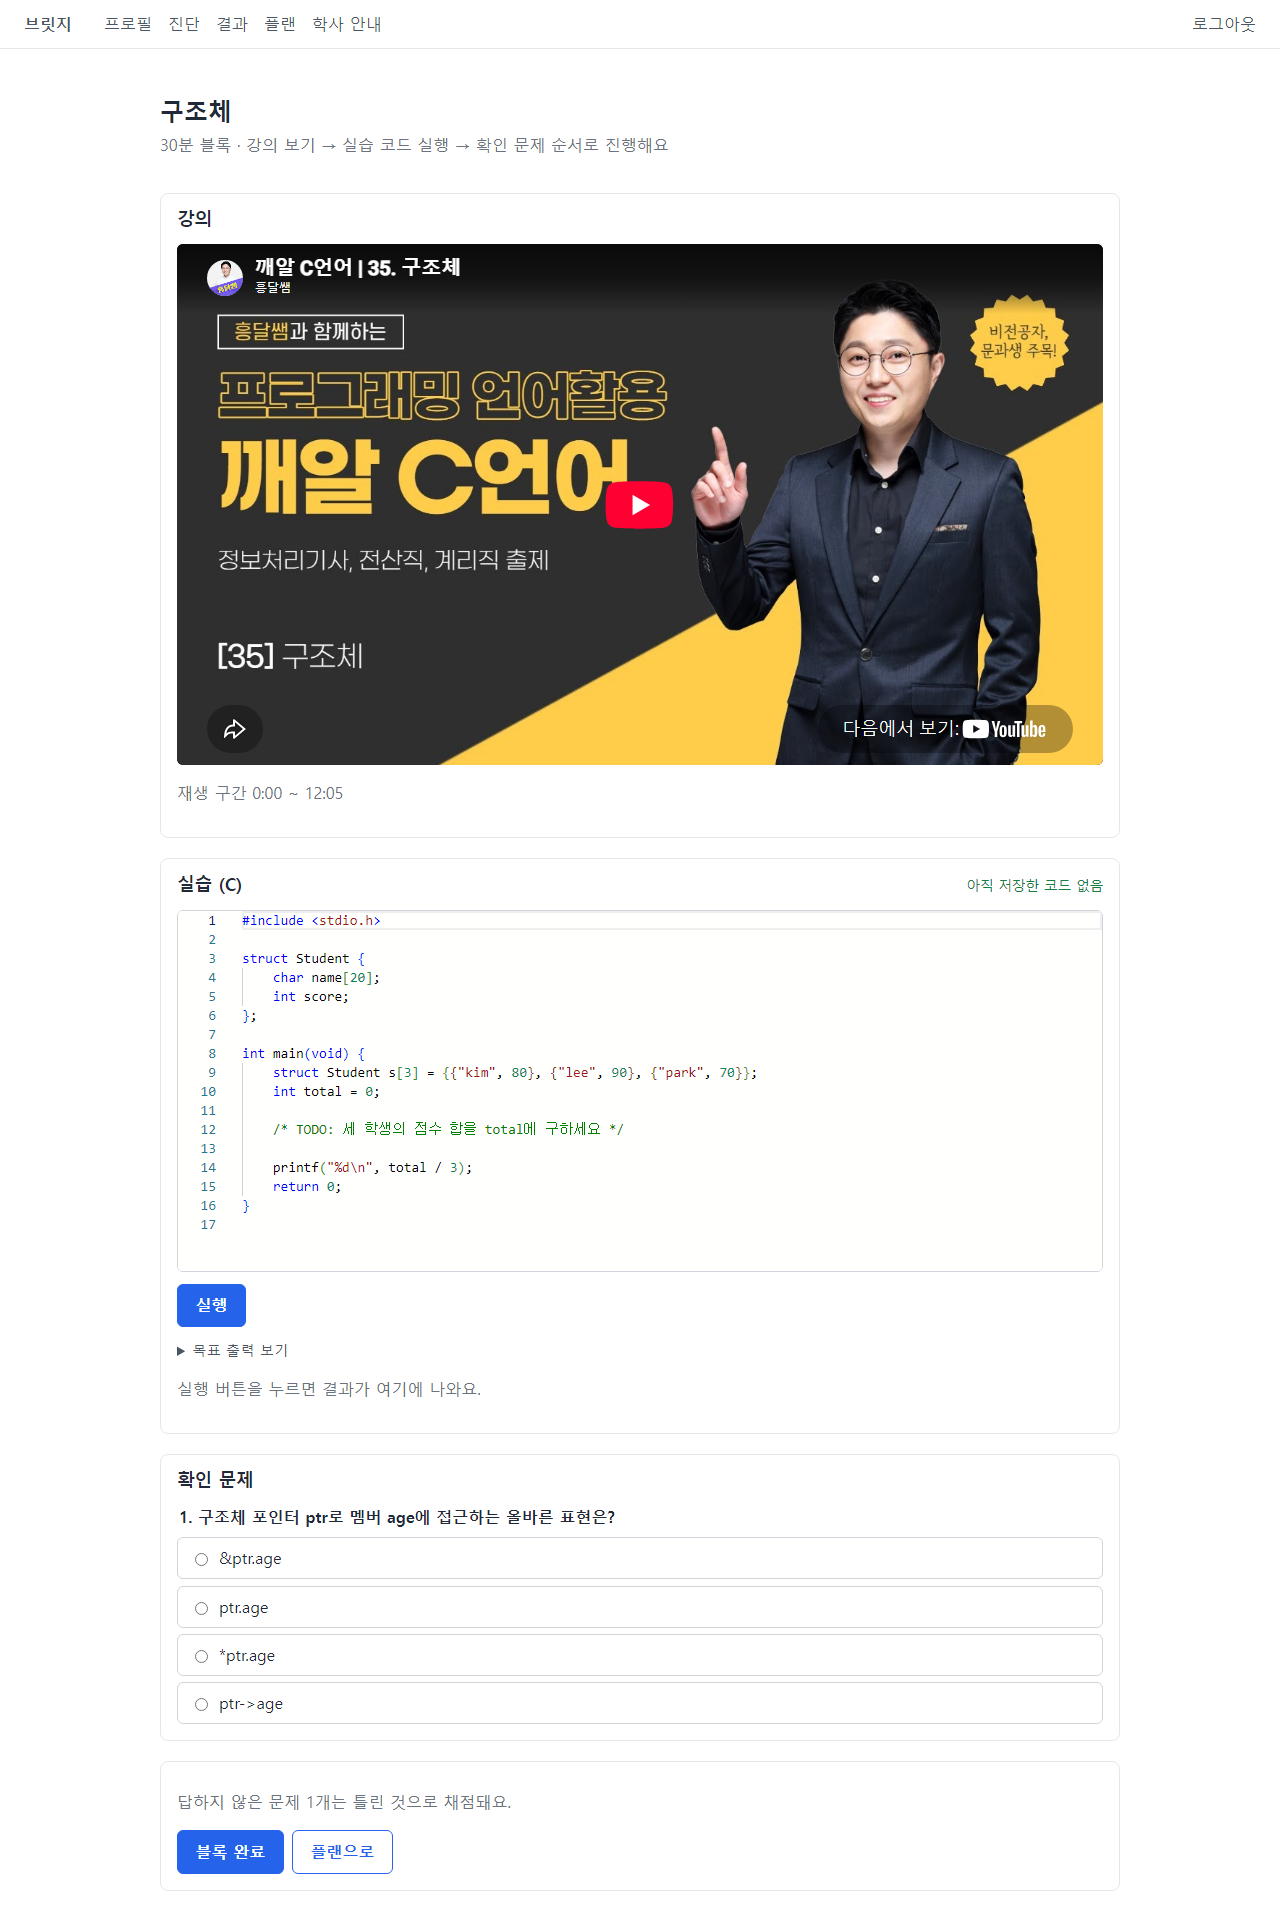 브릿지 프로필 진단 결과 플랜 학사 안내 로그아웃
구조체
30분 블록 · 강의 보기 → 실습 코드 실행 → 확인 문제 순서로 진행해요
강의
깨알 C언어 | 35. 구조체
흥달쌤
흥달쌤과 함께하는
비전공자,
문과생 주목!
프로그래밍 언어활용
깨알 C언어
정보처리기사, 전산직, 계리직 출제
[35] 구조체
다음에서 보기: YouTube
재생 구간 0:00 ~ 12:05
실습 (C) 아직 저장한 코드 없음
1 #include <stdio.h>
2
3 struct Student {
4     char name[20];
5     int score;
6 };
7
8 int main(void) {
9     struct Student s[3] = {{"kim", 80}, {"lee", 90}, {"park", 70}};
10     int total = 0;
11
12     /* TODO: 세 학생의 점수 합을 total에 구하세요 */
13
14     printf("%d\n", total / 3);
15     return 0;
16 }
17
실행
▶ 목표 출력 보기
실행 버튼을 누르면 결과가 여기에 나와요.
확인 문제
1. 구조체 포인터 ptr로 멤버 age에 접근하는 올바른 표현은?
&ptr.age
ptr.age
*ptr.age
ptr->age
답하지 않은 문제 1개는 틀린 것으로 채점돼요.
블록 완료 플랜으로